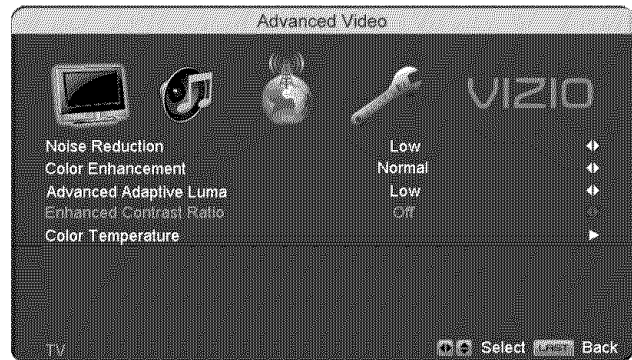 Advanced Video
VIZIO
Noise Reduction Low
Color Enhancement Normal
Advanced Adaptive Luma Low
Enhanced Contrast Ratio Off
Color Temperature
TV Select LAST Back